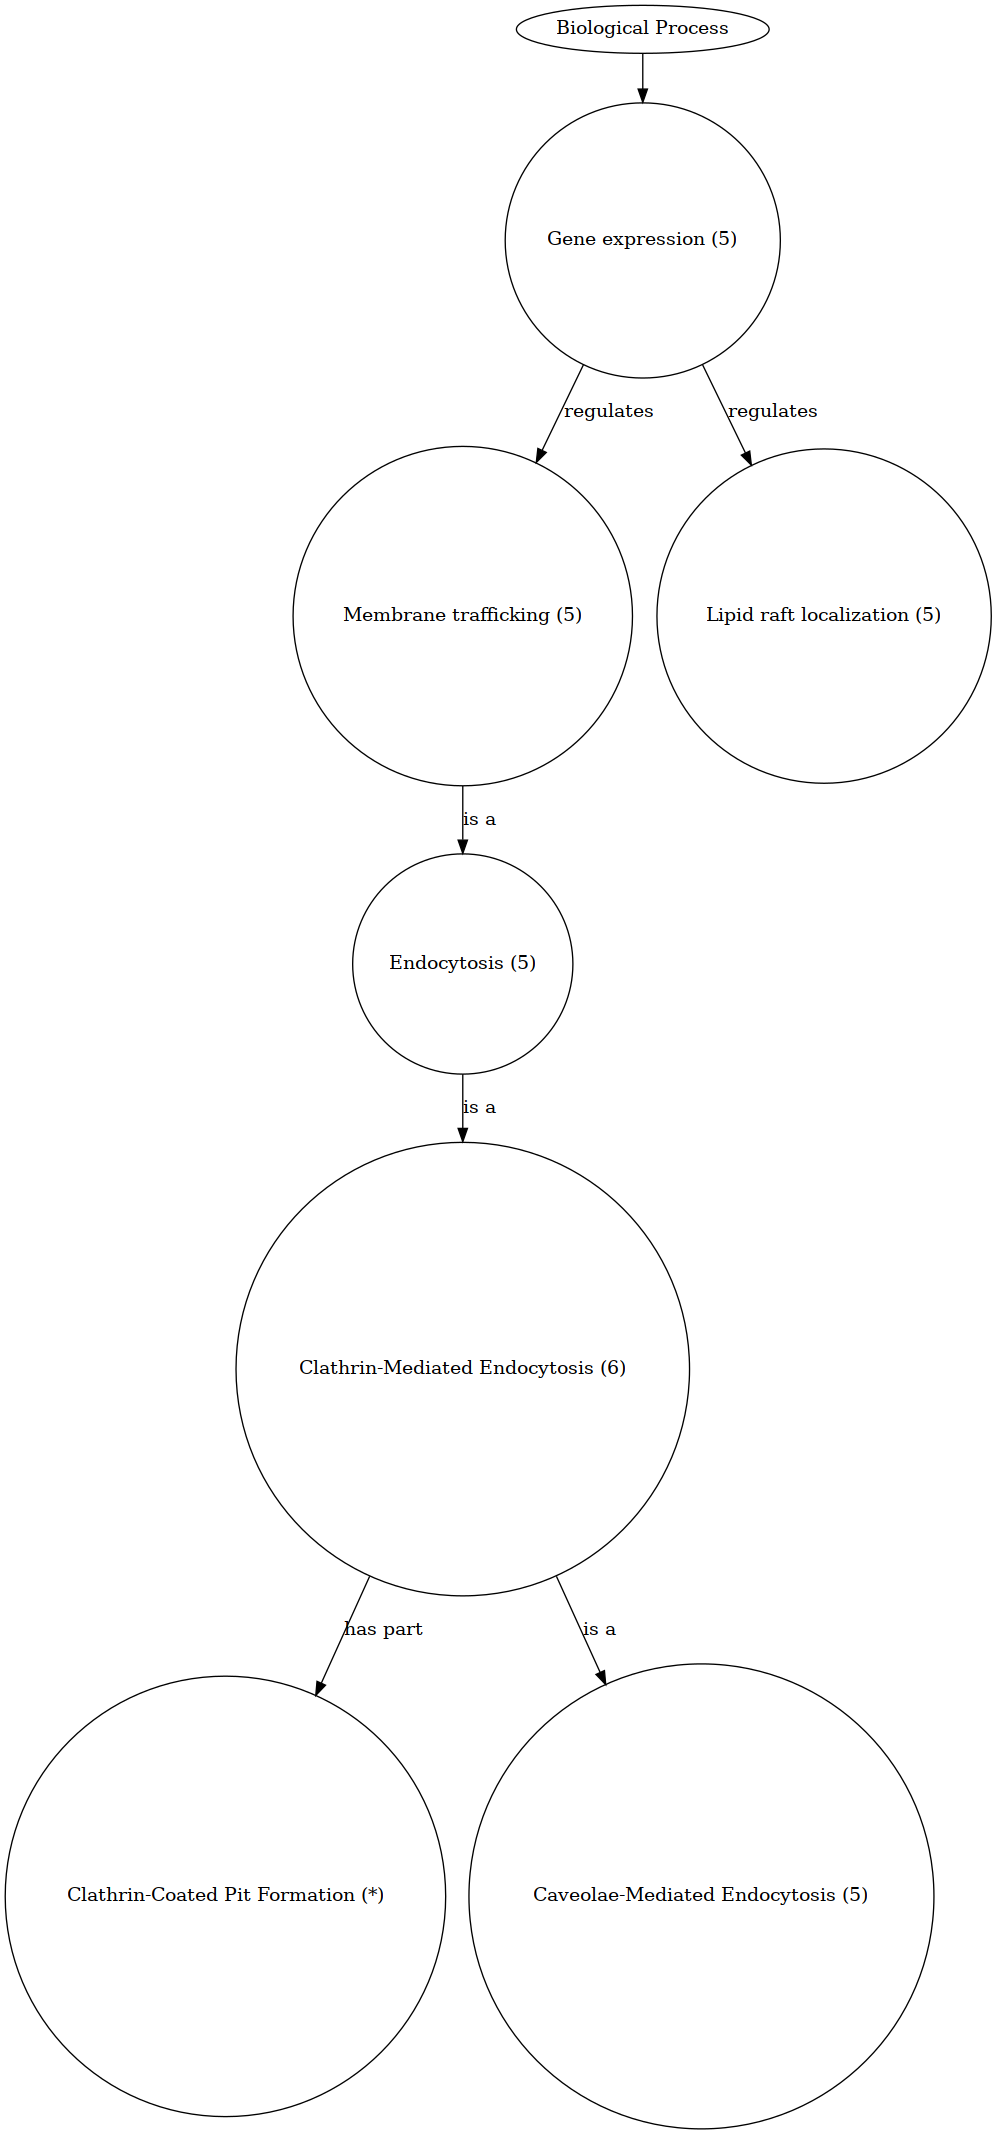 Biological Process
Gene expression (5)
regulates
regulates
Membrane trafficking (5)
Lipid raft localization (5)
is a
Endocytosis (5)
is a
Clathrin-Mediated Endocytosis (6)
has part
is a
Clathrin-Coated Pit Formation (*)
Caveolae-Mediated Endocytosis (5)